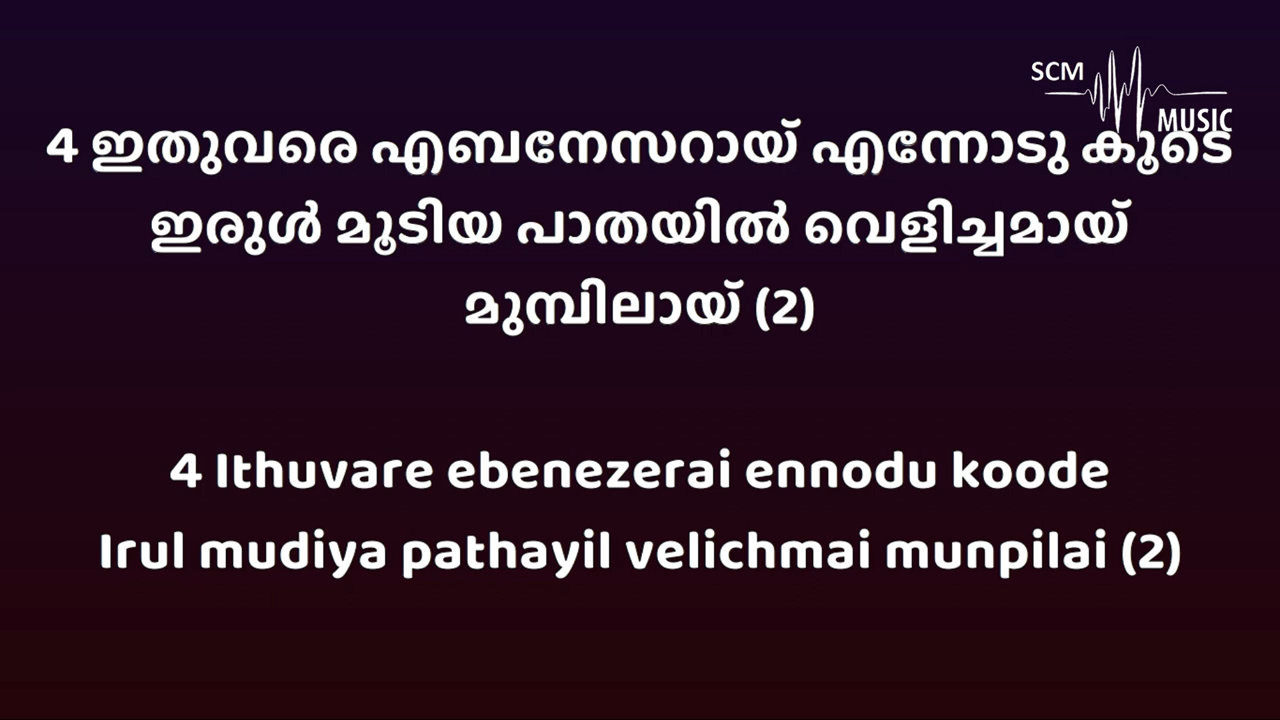 SCM
MUSIC
4 ഇതുവരെ എബനേസറായ് എന്നോടു കൂടെ
ഇരുൾ മൂടിയ പാതയിൽ വെളിച്ചമായ്
മുമ്പിലായ് (2)
4 Ithuvare ebenezerai ennodu koode
Irul mudiya pathayil velichmai munpilai (2)